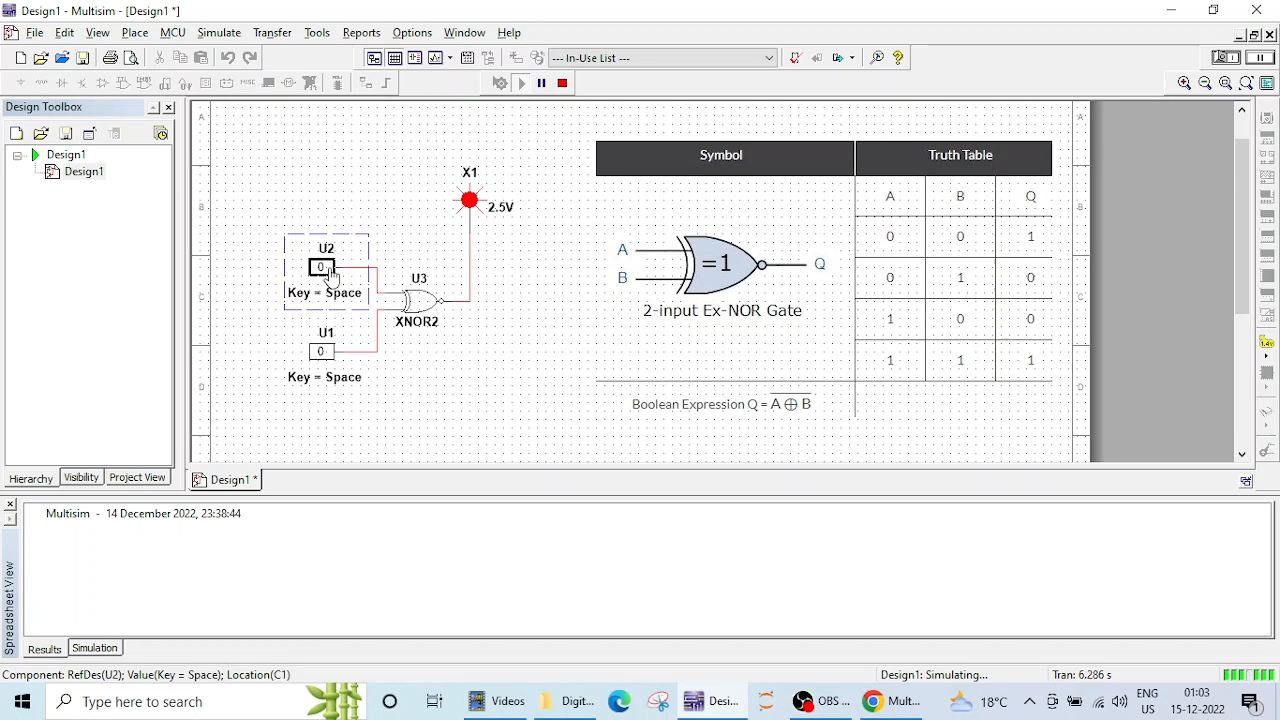 Design1 - Multisim - [Design1 *]
File Edit View Place MCU Simulate Transfer Tools Reports Options Window Help
--- In-Use List ---
Design Toolbox
Design1
Design1
Hierarchy Visibility Project View
A
B
C
D
A
B
C
D
X1
2.5V
U2
0
Key = Space
U3
XNOR2
U1
0
Key = Space
Symbol Truth Table
A B Q
0 0 1
0 1 0
1 0 0
1 1 1
A
B
=1
Q
2-input Ex-NOR Gate
Boolean Expression Q = A ⊕ B
Design1 *
Multisim - 14 December 2022, 23:38:44
Spreadsheet View
Results Simulation
Component: RefDes(U2); Value(Key = Space); Location(C1) Design1: Simulating... Tran: 6.286 s
Type here to search
Videos
Digit...
Desi...
OBS ...
Mult...
18°C
ENG
US
01:03
15-12-2022
1